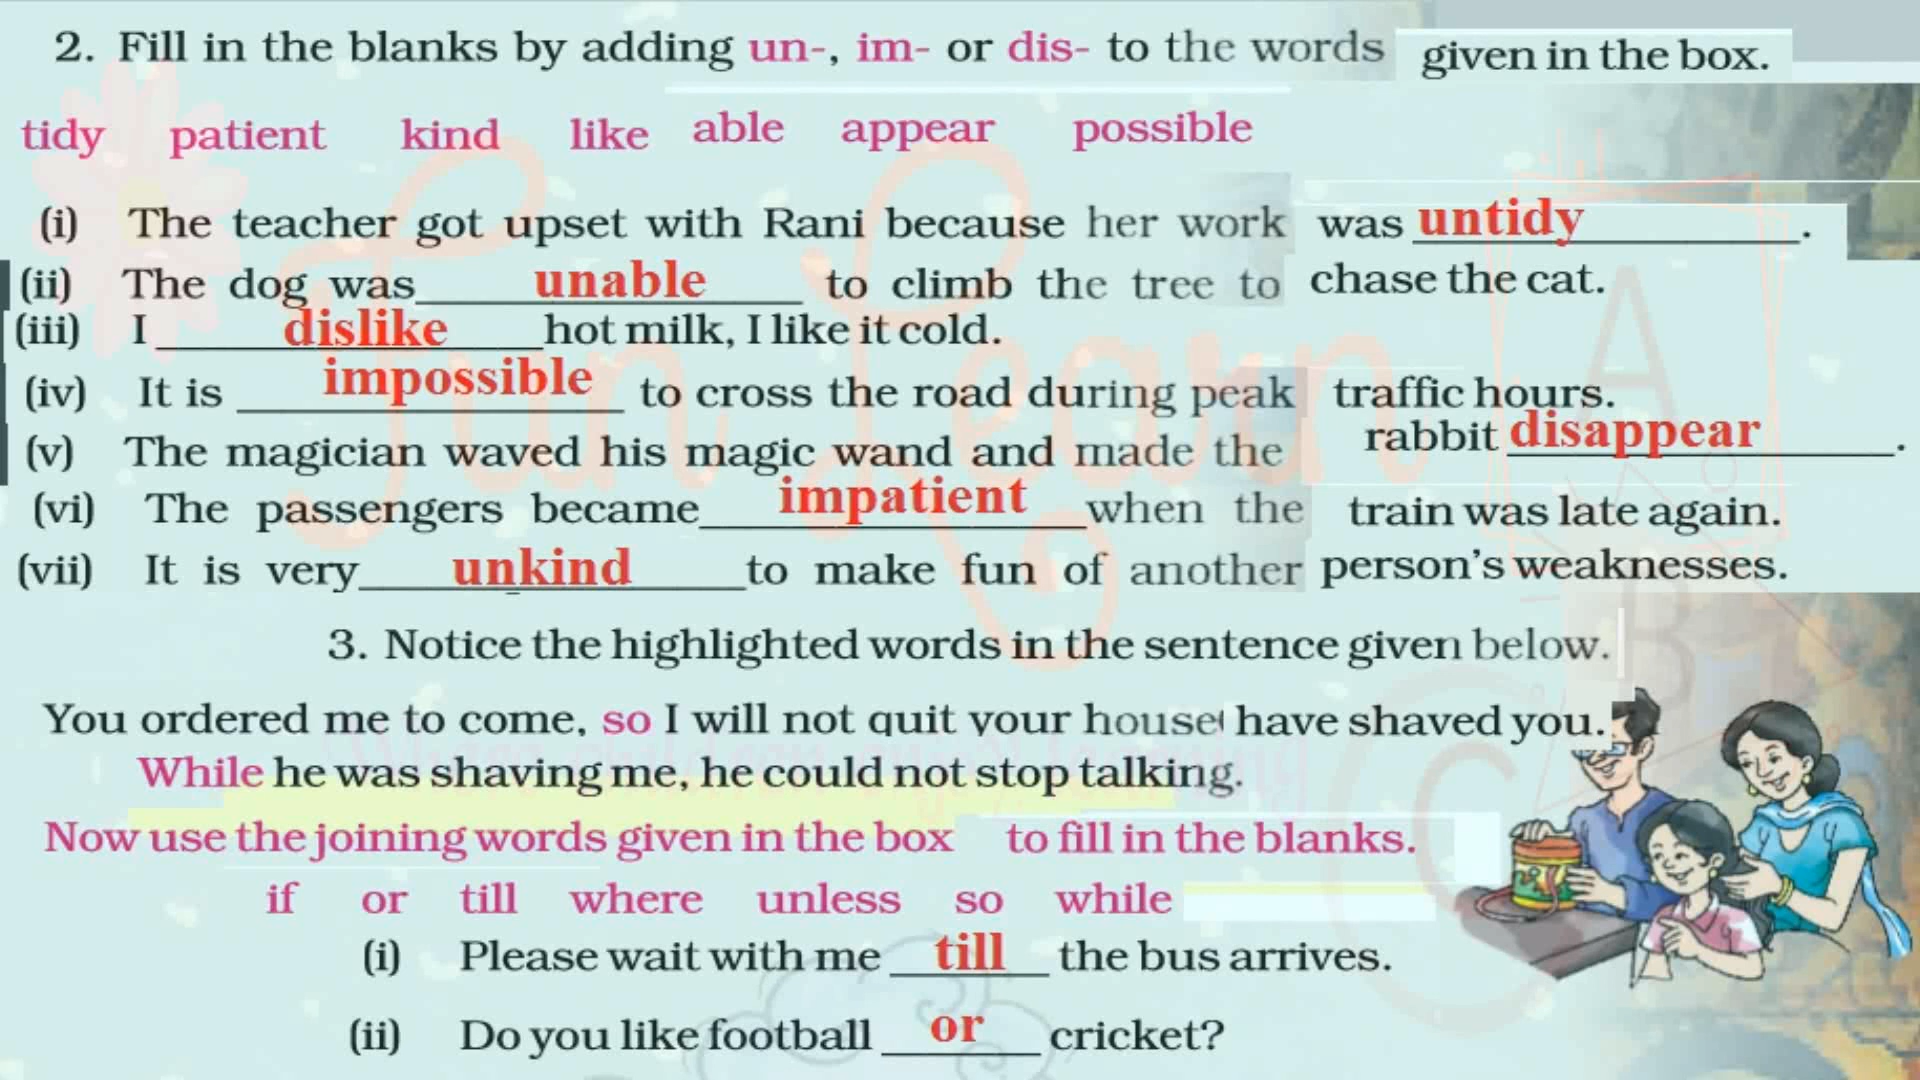 2. Fill in the blanks by adding un-, im- or dis- to the words given in the box.
tidy patient kind like able appear possible
(i) The teacher got upset with Rani because her work was untidy.
(ii) The dog was unable to climb the tree to chase the cat.
(iii) I dislike hot milk, I like it cold.
(iv) It is impossible to cross the road during peak traffic hours.
(v) The magician waved his magic wand and made the rabbit disappear.
(vi) The passengers became impatient when the train was late again.
(vii) It is very unkind to make fun of another person's weaknesses.
3. Notice the highlighted words in the sentence given below.
You ordered me to come, so I will not quit your house have shaved you.
While he was shaving me, he could not stop talking.
Now use the joining words given in the box to fill in the blanks.
if or till where unless so while
(i) Please wait with me till the bus arrives.
(ii) Do you like football or cricket?
Fun Learn
A
B
C